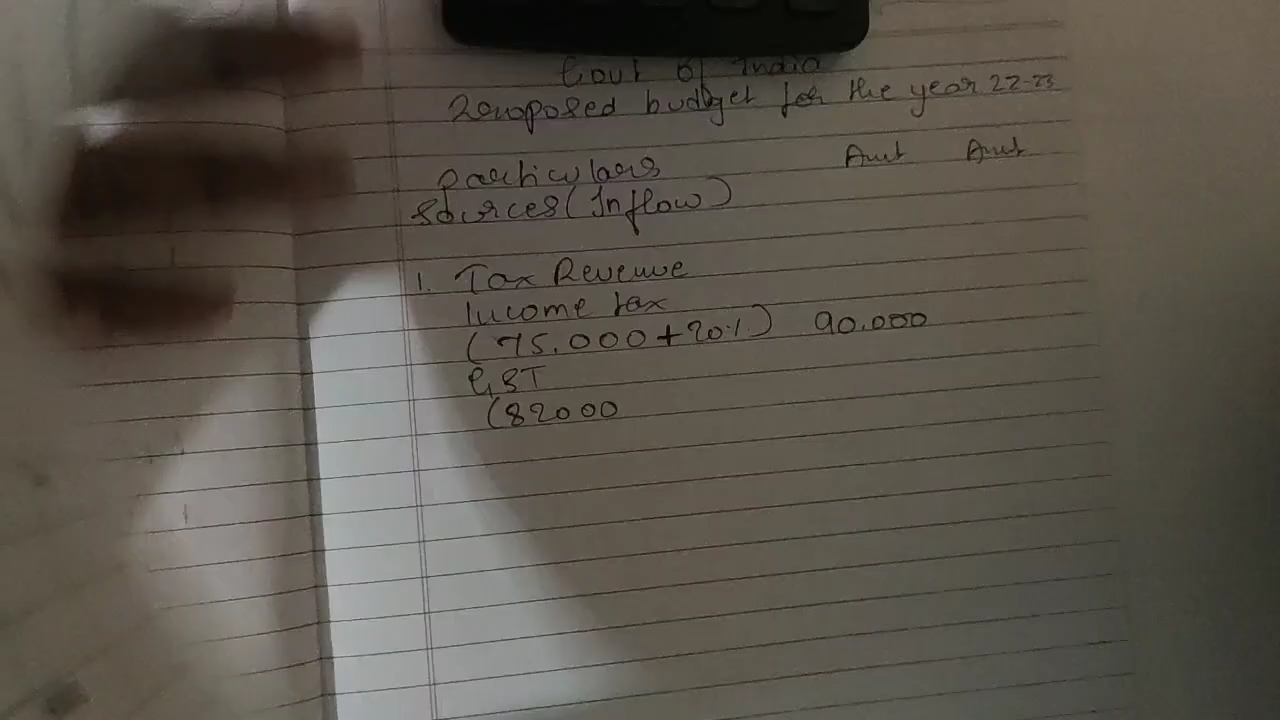 Govt of India
Proposed budget for the year 22-23
Particulars Amt Amt
Sources (Inflow)
1. Tax Revenue
Income tax
(75.000 + 20%) 90.000
GST
(82000